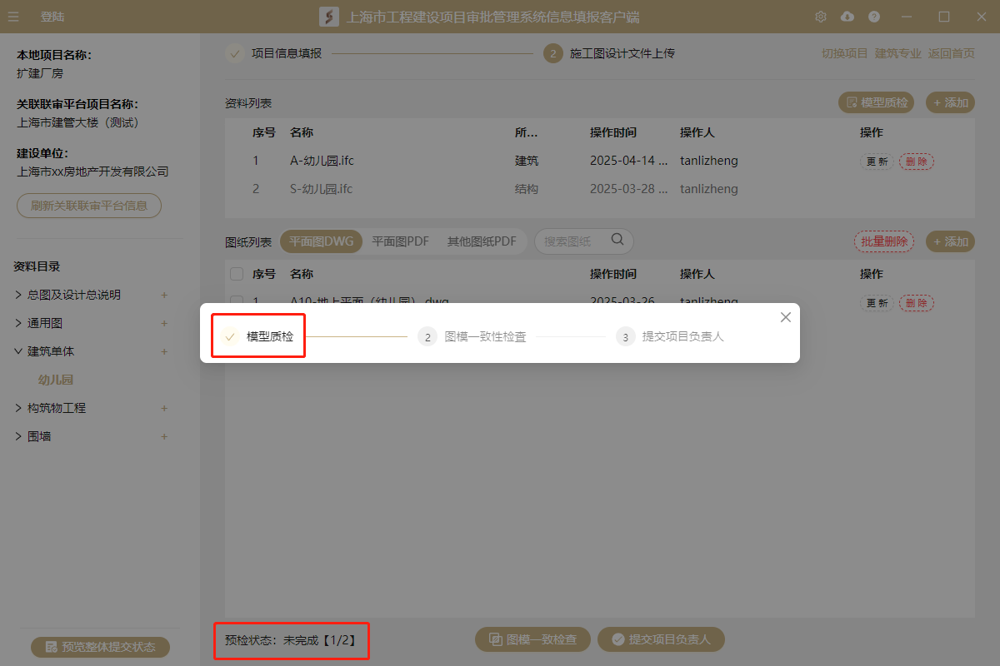 登陆
上海市工程建设项目审批管理系统信息填报客户端
本地项目名称：
扩建厂房
关联联审平台项目名称：
上海市建管大楼（测试）
建设单位：
上海市xx房地产开发有限公司
刷新关联联审平台信息
资料目录
总图及设计总说明 +
通用图 +
建筑单体 +
幼儿园
构筑物工程 +
围墙 +
预览整体提交状态
项目信息填报 2 施工图设计文件上传
切换项目 建筑专业 返回首页
资料列表 模型质检 + 添加
序号 名称 所... 操作时间 操作人 操作
1 A-幼儿园.ifc 建筑 2025-04-14 ... tanlizheng 更新 删除
2 S-幼儿园.ifc 结构 2025-03-28 ... tanlizheng
图纸列表 平面图DWG 平面图PDF 其他图纸PDF 搜索图纸 批量删除 + 添加
序号 名称 操作时间 操作人 操作
1 A10-地上平面（幼儿园）.dwg 2025-03-26 tanlizheng 更新 删除
模型质检 2 图模一致性检查 3 提交项目负责人
预检状态：未完成【1/2】 图模一致检查 提交项目负责人